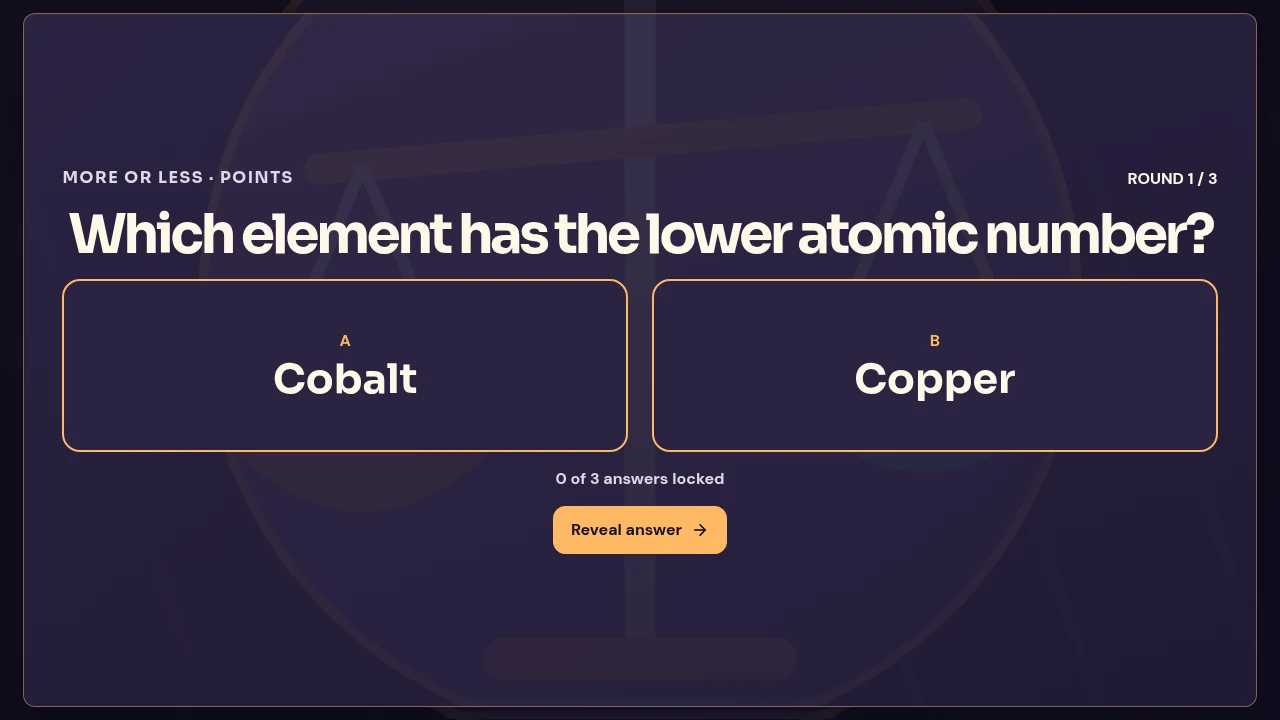 MORE OR LESS · POINTS
ROUND 1 / 3
Which element has the lower atomic number?
A
Cobalt
B
Copper
0 of 3 answers locked
Reveal answer →